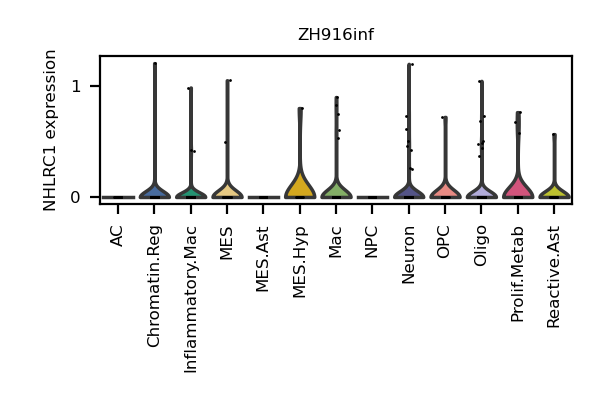 ZH916inf
NHLRC1 expression
1
0
AC
Chromatin.Reg
Inflammatory.Mac
MES
MES.Ast
MES.Hyp
Mac
NPC
Neuron
OPC
Oligo
Prolif.Metab
Reactive.Ast